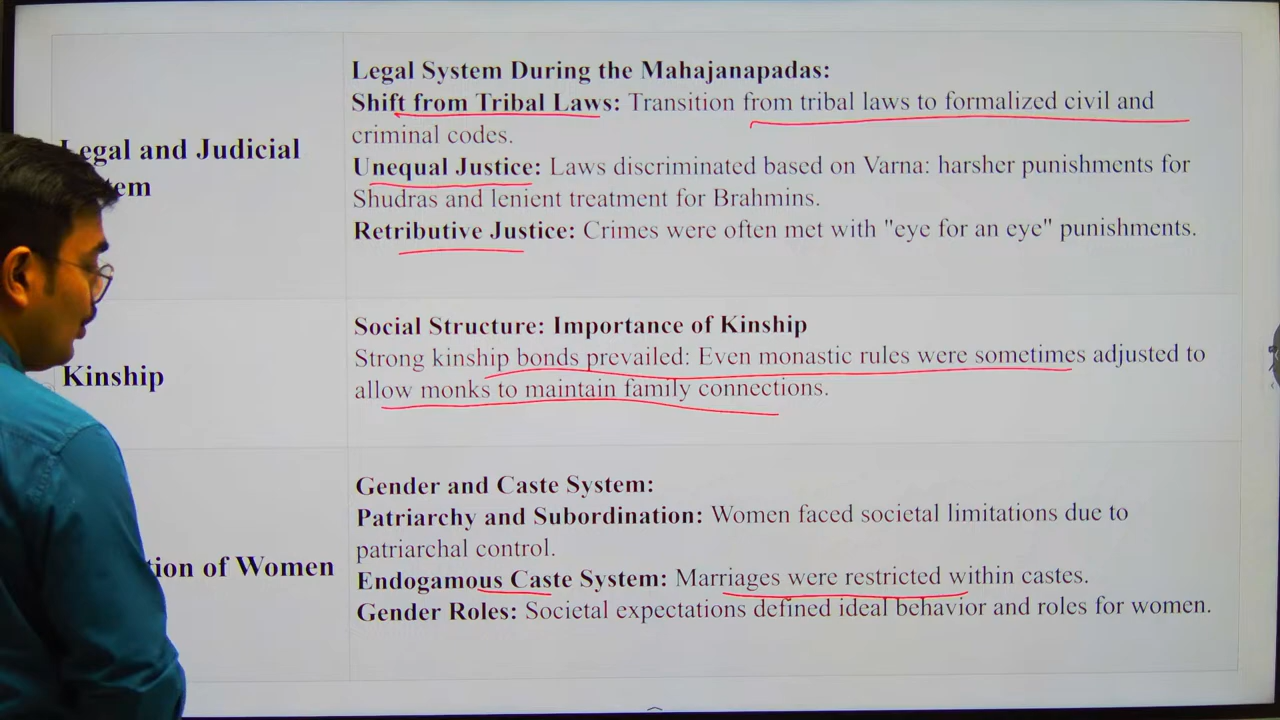 Legal System During the Mahajanapadas:
Shift from Tribal Laws: Transition from tribal laws to formalized civil and
criminal codes.
Legal and Judicial
Unequal Justice: Laws discriminated based on Varna: harsher punishments for
Shudras and lenient treatment for Brahmins.
Retributive Justice: Crimes were often met with "eye for an eye" punishments.
Social Structure: Importance of Kinship
Strong kinship bonds prevailed: Even monastic rules were sometimes adjusted to
allow monks to maintain family connections.
Kinship
Gender and Caste System:
Patriarchy and Subordination: Women faced societal limitations due to
patriarchal control.
of Women
Endogamous Caste System: Marriages were restricted within castes.
Gender Roles: Societal expectations defined ideal behavior and roles for women.